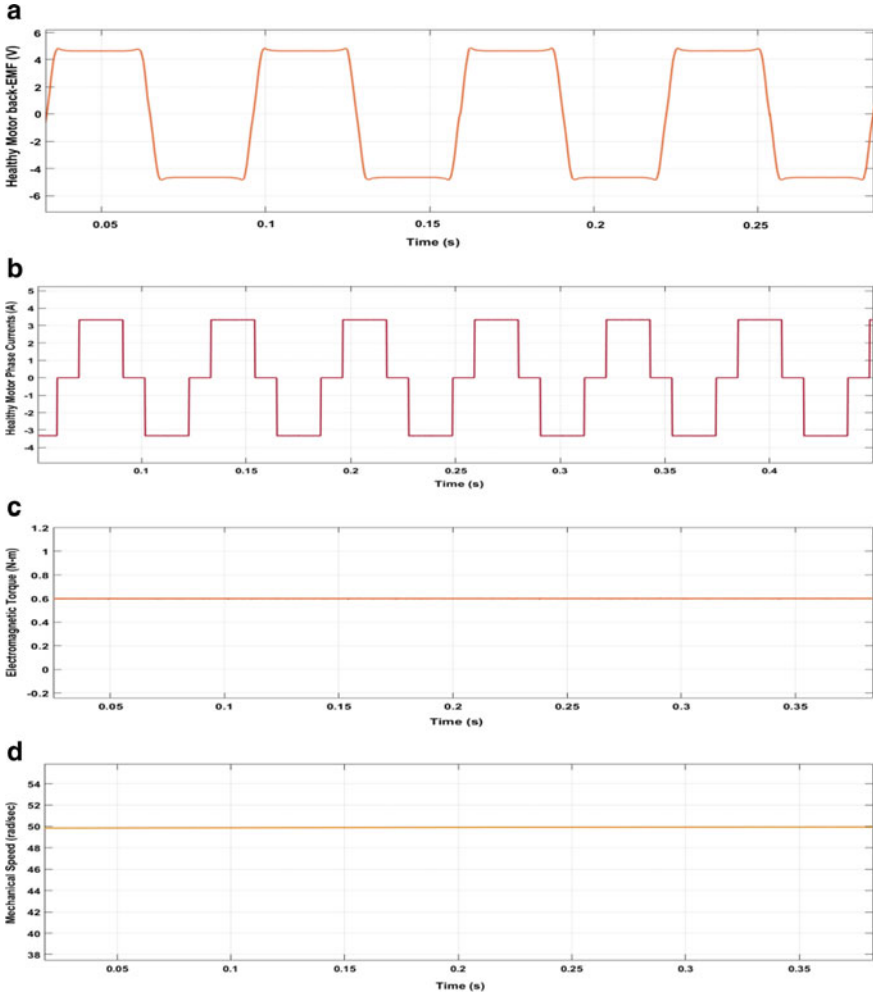 a
Healthy Motor back-EMF (V)
6
4
2
0
-2
-4
-6
0.05 0.1 0.15 0.2 0.25
Time (s)
b
Healthy Motor Phase Currents (A)
5
4
3
2
1
0
-1
-2
-3
-4
0.1 0.15 0.2 0.25 0.3 0.35 0.4
Time (s)
c
Electromagnetic Torque (N-m)
1.2
1
0.8
0.6
0.4
0.2
0
-0.2
0.05 0.1 0.15 0.2 0.25 0.3 0.35
Time (s)
d
Mechanical Speed (rad/sec)
54
52
50
48
46
44
42
40
38
0.05 0.1 0.15 0.2 0.25 0.3 0.35
Time (s)